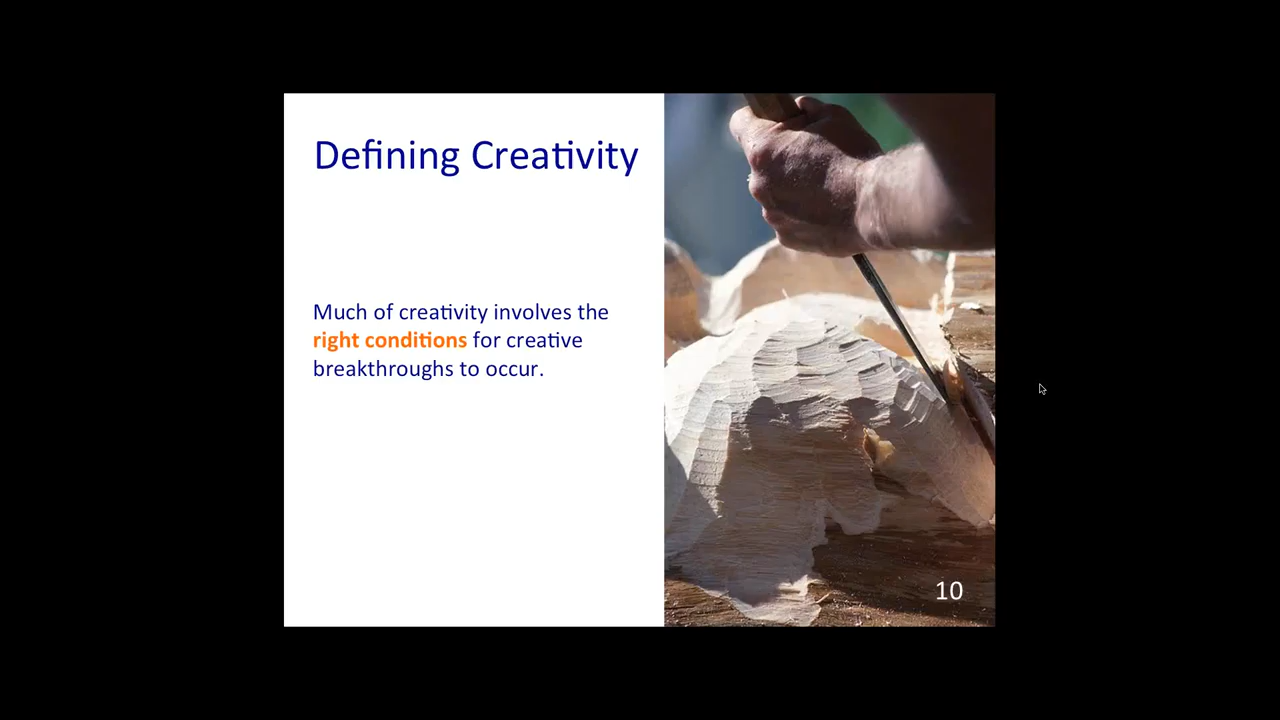 Defining Creativity
Much of creativity involves the
right conditions for creative
breakthroughs to occur.
10